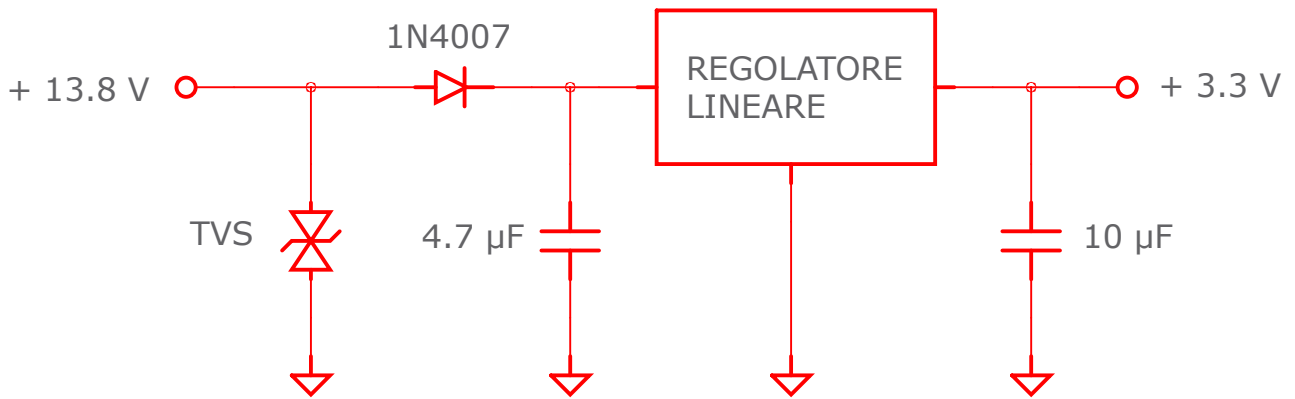 1N4007
+ 13.8 V
REGOLATORE
LINEARE
+ 3.3 V
TVS
4.7 µF
10 µF